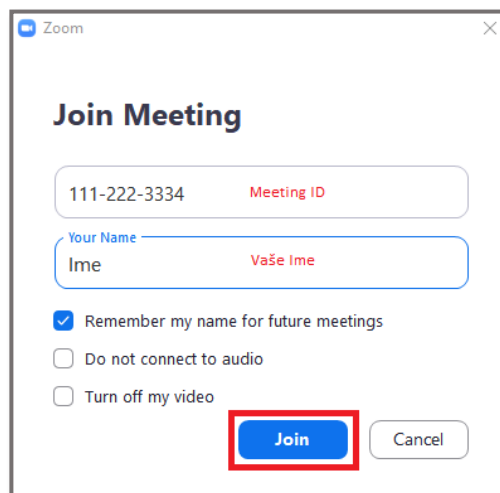 Zoom
Join Meeting
111-222-3334 Meeting ID
Your Name
Ime Vaše Ime
Remember my name for future meetings
Do not connect to audio
Turn off my video
Join Cancel